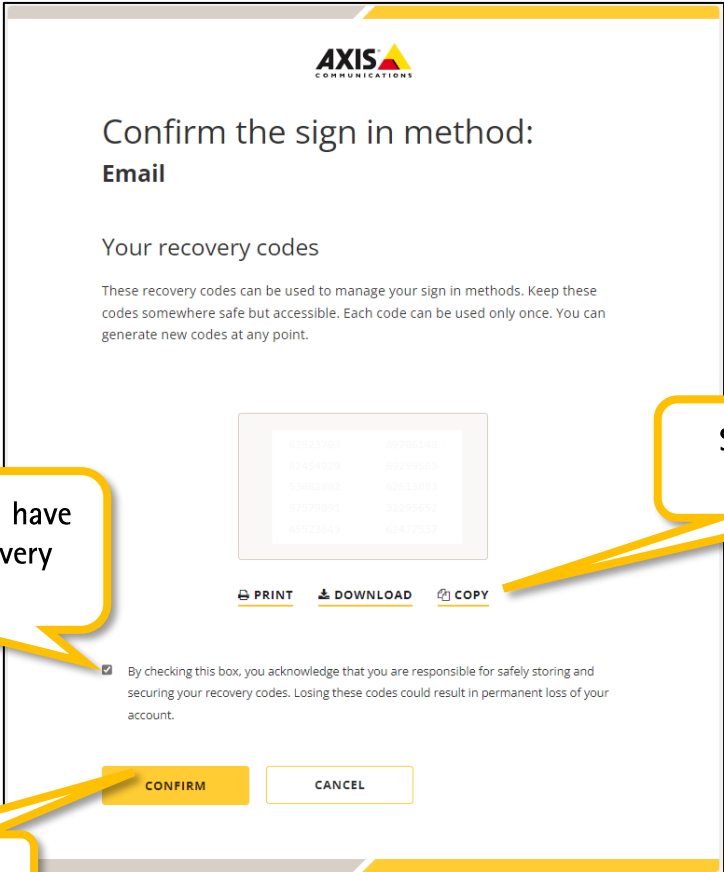 AXIS
COMMUNICATIONS
Confirm the sign in method:
Email
Your recovery codes
These recovery codes can be used to manage your sign in methods. Keep these
codes somewhere safe but accessible. Each code can be used only once. You can
generate new codes at any point.
S
have
very
PRINT DOWNLOAD COPY
By checking this box, you acknowledge that you are responsible for safely storing and
securing your recovery codes. Losing these codes could result in permanent loss of your
account.
CONFIRM CANCEL